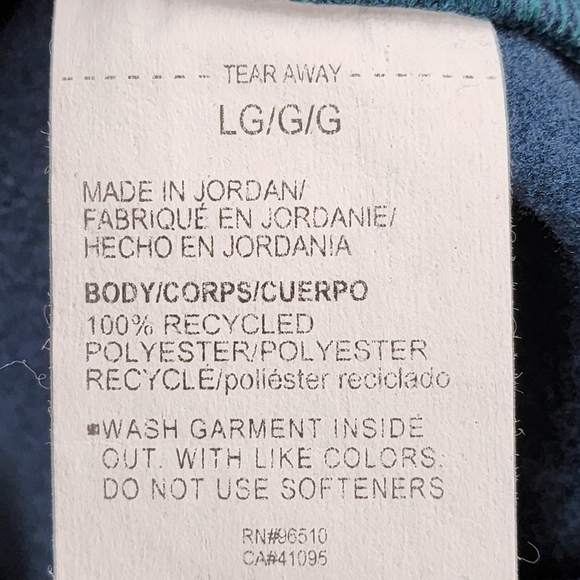 TEAR AWAY
LG/G/G
MADE IN JORDAN/
FABRIQUÉ EN JORDANIE/
HECHO EN JORDANIA
BODY/CORPS/CUERPO
100% RECYCLED
POLYESTER/POLYESTER
RECYCLÉ/poliéster reciclado
▪WASH GARMENT INSIDE
OUT. WITH LIKE COLORS.
DO NOT USE SOFTENERS
RN#96510
CA#41095